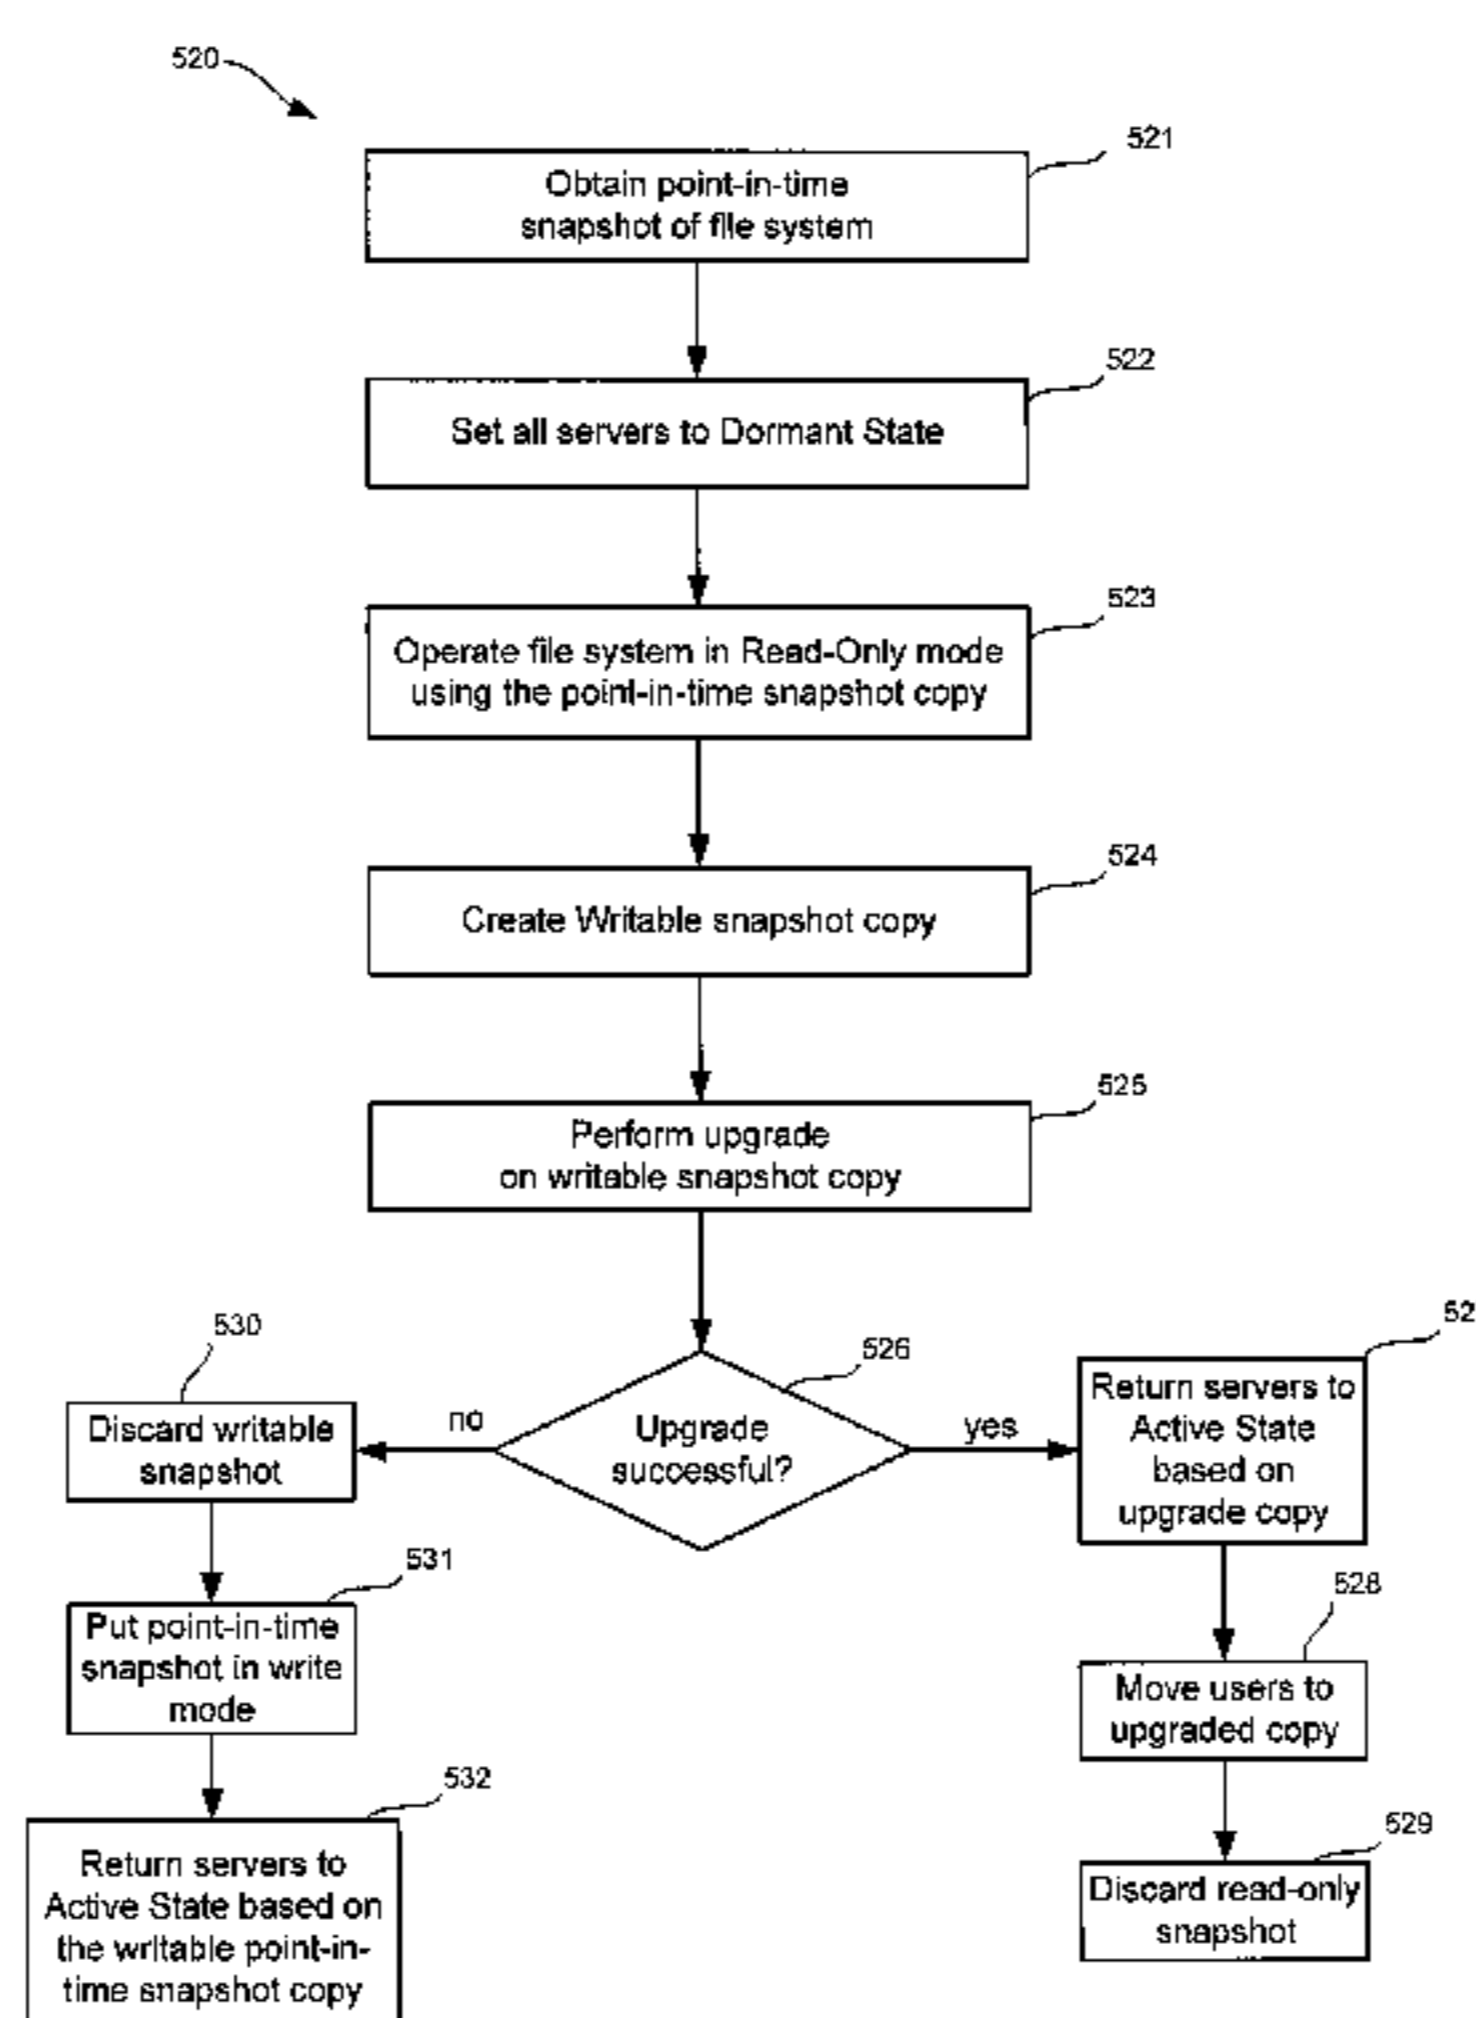 520
521
Obtain point-in-time
snapshot of file system
522
Set all servers to Dormant State
523
Operate file system in Read-Only mode
using the point-in-time snapshot copy
524
Create Writable snapshot copy
525
Perform upgrade
on writable snapshot copy
526
Upgrade
successful?
no
yes
530
Discard writable
snapshot
531
Put point-in-time
snapshot in write
mode
532
Return servers to
Active State based on
the writable point-in-
time snapshot copy
52
Return servers to
Active State
based on
upgrade copy
528
Move users to
upgraded copy
529
Discard read-only
snapshot